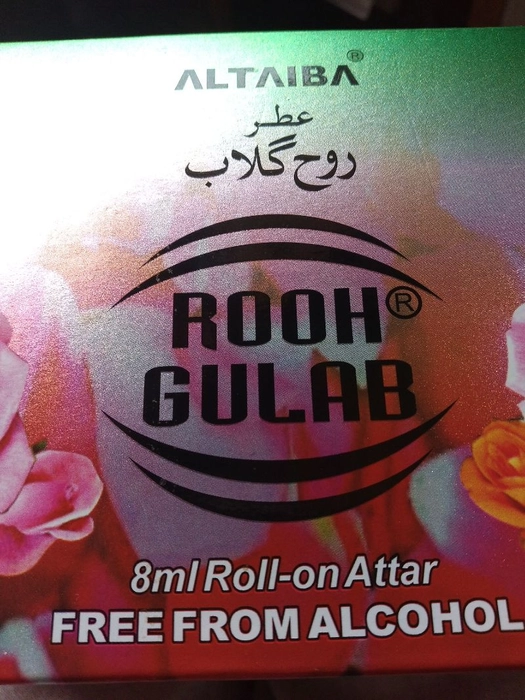 ALTAIBA®
عطر
روح گلاب
ROOH®
GULAB
8ml Roll-on Attar
FREE FROM ALCOHOL